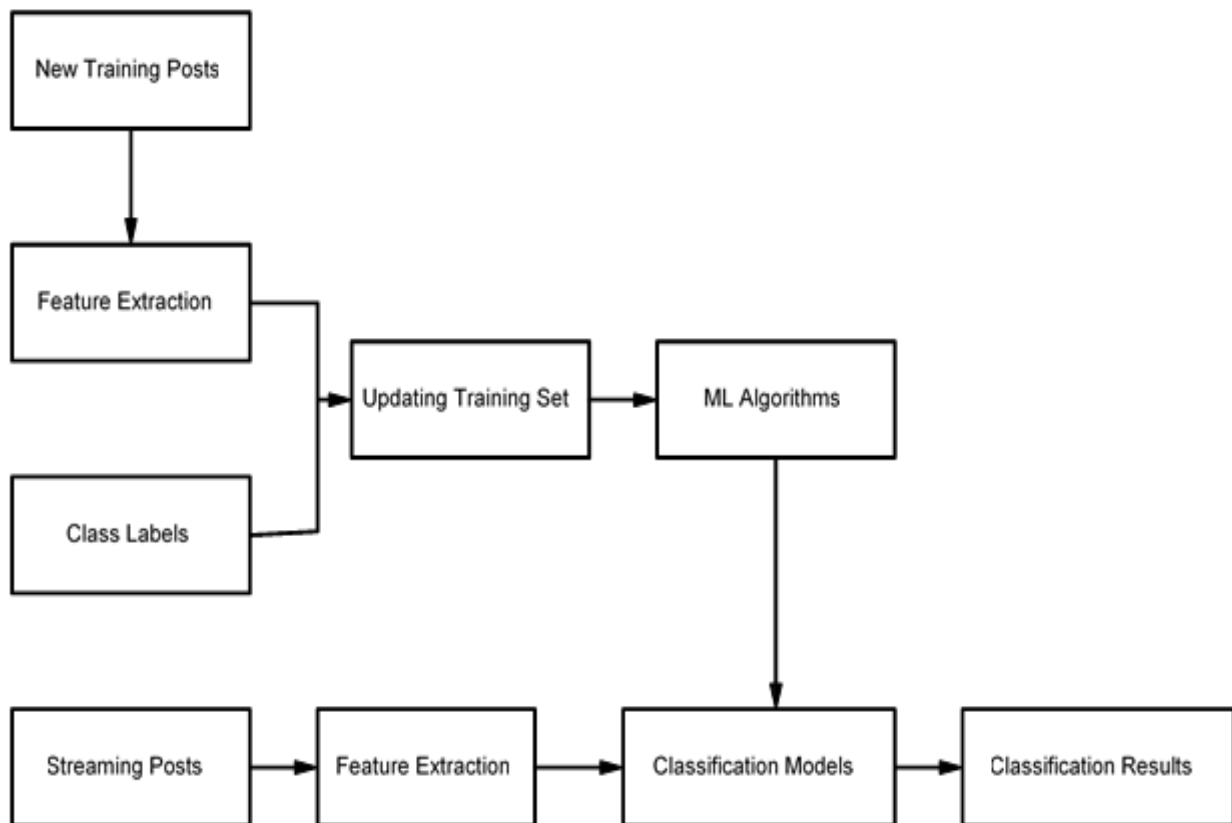 New Training Posts
Feature Extraction
Updating Training Set
ML Algorithms
Class Labels
Streaming Posts
Feature Extraction
Classification Models
Classification Results